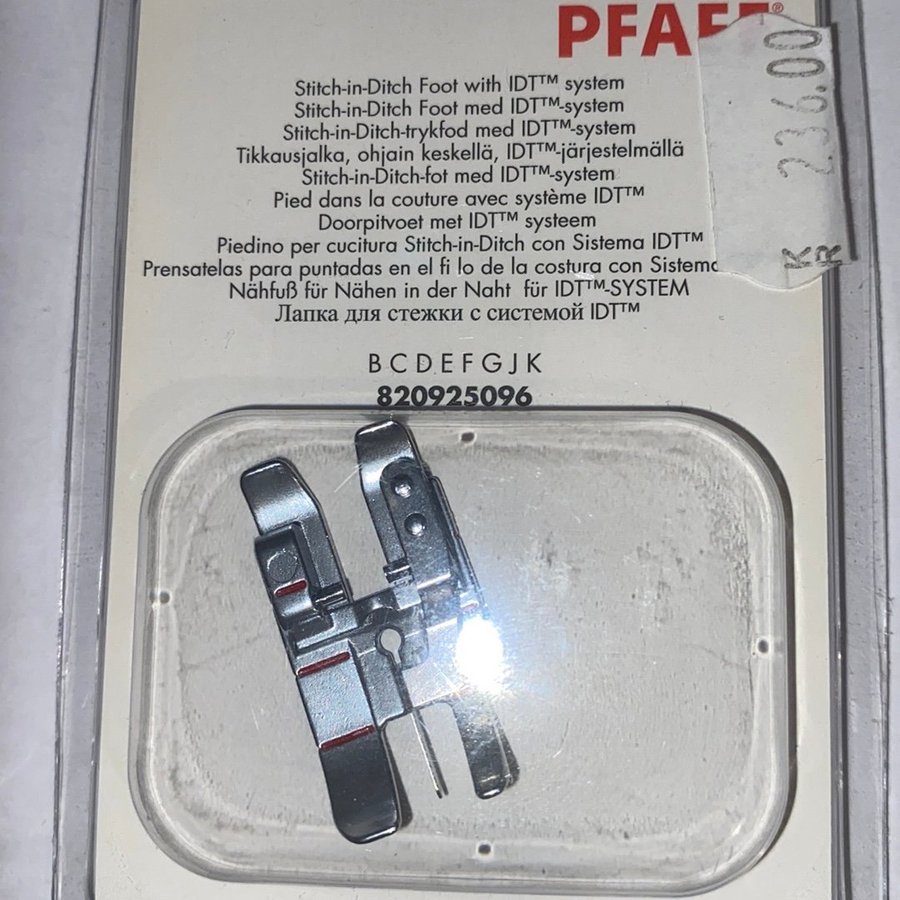 PFAFF®
Stitch-in-Ditch Foot with IDT™ system
Stitch-in-Ditch Foot med IDT™-system
Stitch-in-Ditch-trykfod med IDT™-system
Tikkausjalka, ohjain keskellä, IDT™-järjestelmällä
Stitch-in-Ditch-fot med IDT™-system
Pied dans la couture avec système IDT™
Doorpitvoet met IDT™ systeem
Piedino per cucitura Stitch-in-Ditch con Sistema IDT™
Prensatelas para puntadas en el fi lo de la costura con Sistema
Nähfuß für Nähen in der Naht für IDT™-SYSTEM
Лапка для стежки с системой IDT™
B C D E F G J K
820925096
KR 236.00